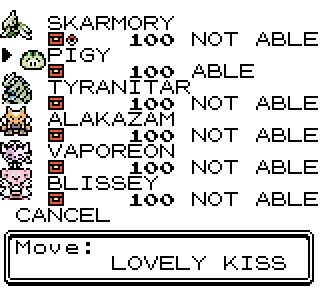 SKARMORY
100 NOT ABLE
PIGY
100 ABLE
TYRANITAR
100 NOT ABLE
ALAKAZAM
100 NOT ABLE
VAPOREON
100 NOT ABLE
BLISSEY
100 NOT ABLE
CANCEL
Move:
LOVELY KISS